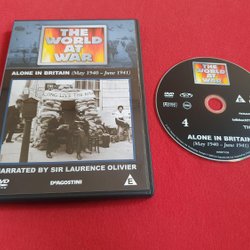 THE WORLD
AT WAR
ALONE IN BRITAIN (May 1940 – June 1941)
NARRATED BY SIR LAURENCE OLIVIER
DVD
DeAGOSTINI
E
THE
WORLD
AT WAR
4
E
ALONE IN BRITAIN
(May 1940 – June 1941)